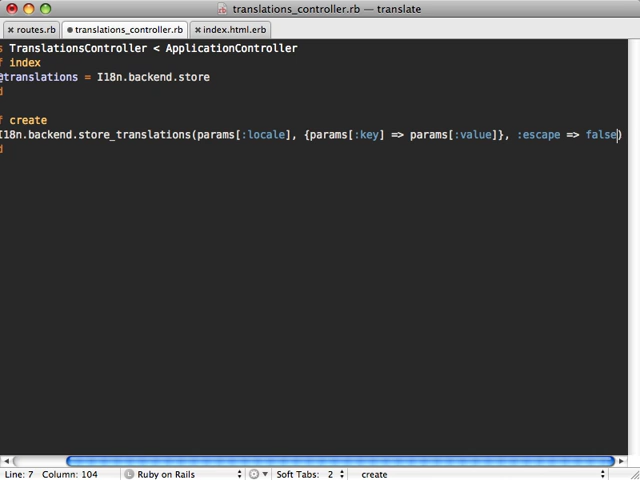 translations_controller.rb — translate
routes.rb
translations_controller.rb
index.html.erb
s TranslationsController < ApplicationController
f index
@translations = I18n.backend.store
d
f create
I18n.backend.store_translations(params[:locale], {params[:key] => params[:value]}, :escape => false)
d
Line: 7 Column: 104
Ruby on Rails
Soft Tabs: 2
create